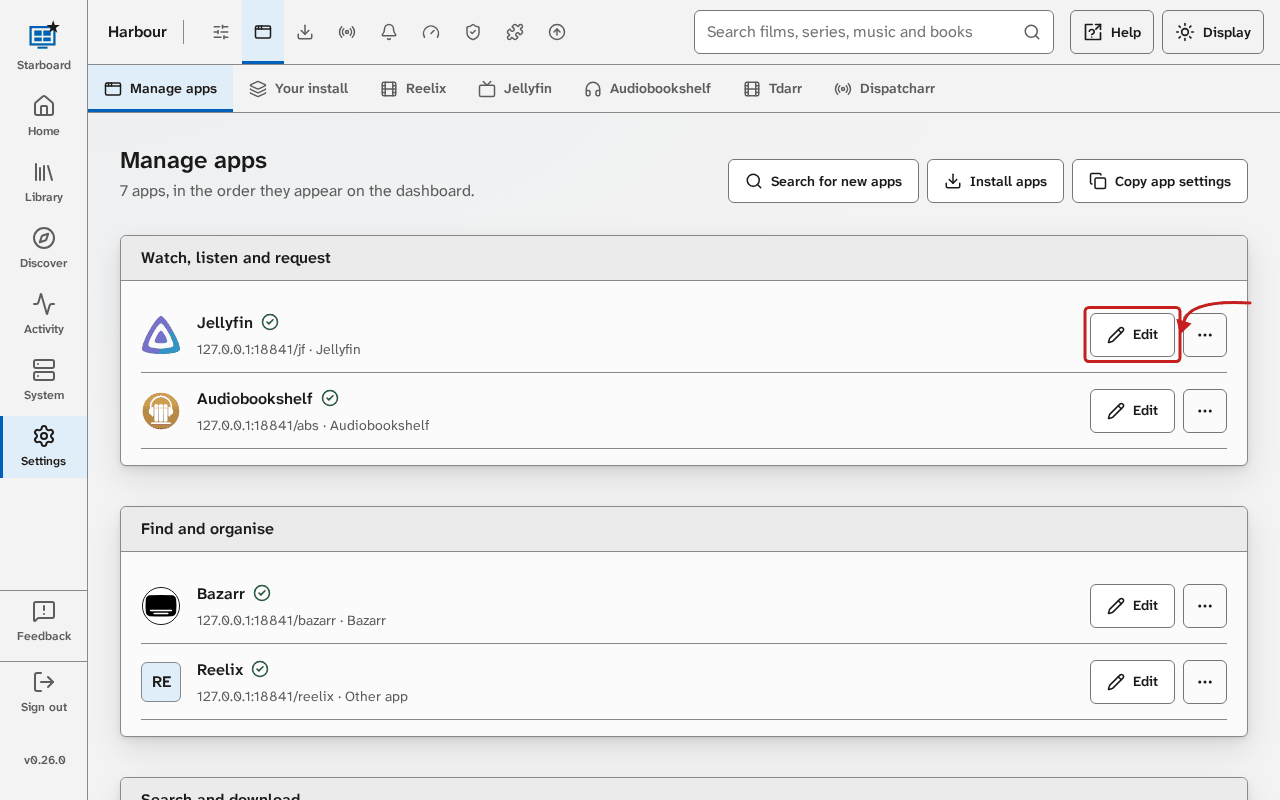 Starboard
Home
Library
Discover
Activity
System
Settings
Feedback
Sign out
v0.26.0
Harbour
Search films, series, music and books
Help
Display
Manage apps
Your install
Reelix
Jellyfin
Audiobookshelf
Tdarr
Dispatcharr
Manage apps
7 apps, in the order they appear on the dashboard.
Search for new apps
Install apps
Copy app settings
Watch, listen and request
Jellyfin
127.0.0.1:18841/jf · Jellyfin
Edit
Audiobookshelf
127.0.0.1:18841/abs · Audiobookshelf
Edit
Find and organise
Bazarr
127.0.0.1:18841/bazarr · Bazarr
Edit
RE
Reelix
127.0.0.1:18841/reelix · Other app
Edit
Search and download